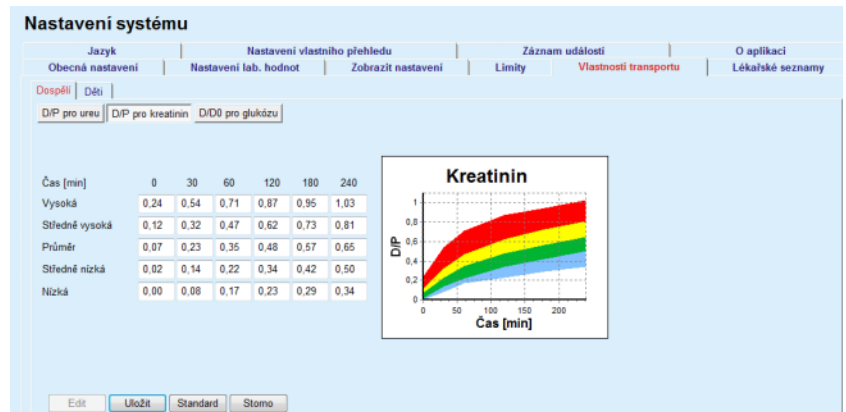 Nastavení systému
Jazyk Nastavení vlastního přehledu Záznam událostí O aplikaci
Obecná nastavení Nastavení lab. hodnot Zobrazit nastavení Limity Vlastnosti transportu Lékařské seznamy
Dospělí Děti
D/P pro ureu D/P pro kreatinin D/D0 pro glukózu
Čas [min] 0 30 60 120 180 240
Vysoká 0,24 0,54 0,71 0,87 0,95 1,03
Středně vysoká 0,12 0,32 0,47 0,62 0,73 0,81
Průměr 0,07 0,23 0,35 0,48 0,57 0,65
Středně nízká 0,02 0,14 0,22 0,34 0,42 0,50
Nízká 0,00 0,08 0,17 0,23 0,29 0,34
Kreatinin
D/P
1
0,8
0,6
0,4
0,2
0
0 50 100 150 200
Čas [min]
Edit Uložit Standard Storno